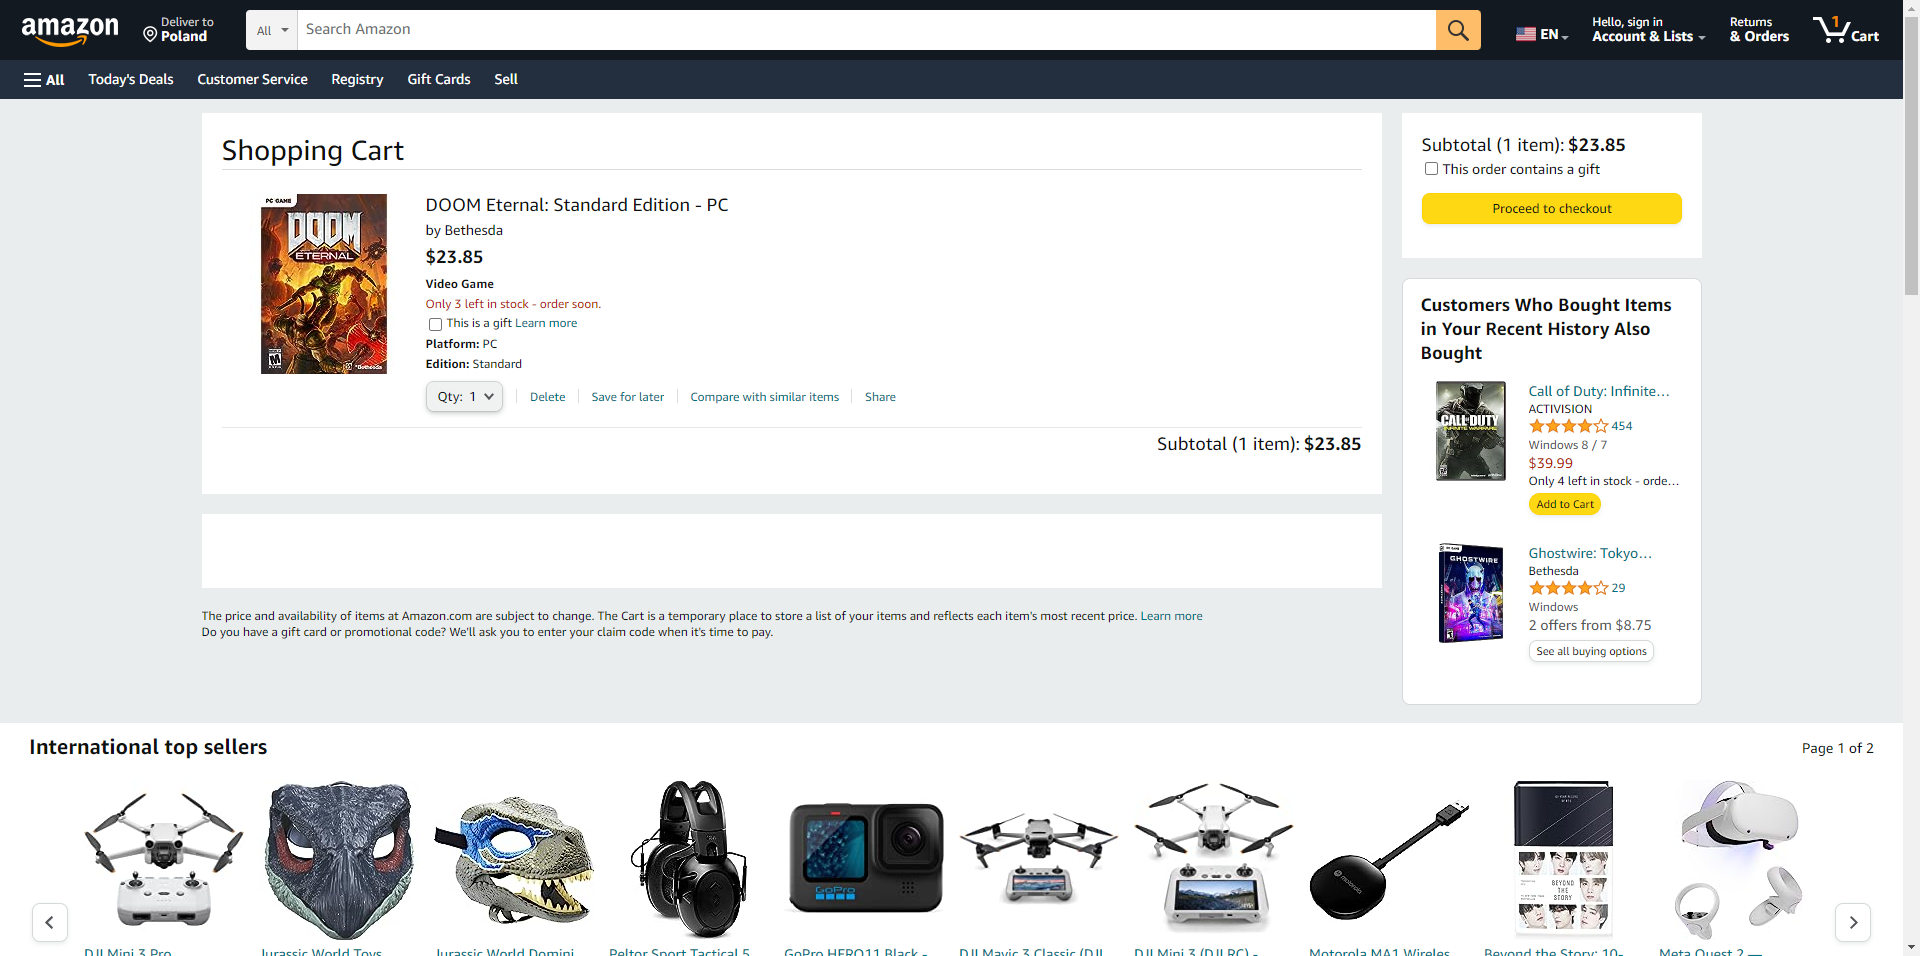 amazon
Deliver to
Poland
All
Search Amazon
EN
Hello, sign in
Account & Lists
Returns
& Orders
1
Cart
All
Today's Deals
Customer Service
Registry
Gift Cards
Sell
Shopping Cart
PC GAME
DOOM
ETERNAL
M
Bethesda
DOOM Eternal: Standard Edition - PC
by Bethesda
$23.85
Video Game
Only 3 left in stock - order soon.
This is a gift Learn more
Platform: PC
Edition: Standard
Qty: 1
Delete
Save for later
Compare with similar items
Share
Subtotal (1 item): $23.85
The price and availability of items at Amazon.com are subject to change. The Cart is a temporary place to store a list of your items and reflects each item's most recent price. Learn more
Do you have a gift card or promotional code? We'll ask you to enter your claim code when it's time to pay.
Subtotal (1 item): $23.85
This order contains a gift
Proceed to checkout
Customers Who Bought Items
in Your Recent History Also
Bought
CALL OF DUTY
INFINITE WARFARE
Call of Duty: Infinite…
ACTIVISION
454
Windows 8 / 7
$39.99
Only 4 left in stock - orde…
Add to Cart
GHOSTWIRE
Ghostwire: Tokyo…
Bethesda
29
Windows
2 offers from $8.75
See all buying options
International top sellers
Page 1 of 2
GoPro
motorola
BEYOND
THE
STORY
DJI Mini 3 Pro
Jurassic World Toys
Jurassic World Domini
Peltor Sport Tactical 5
GoPro HERO11 Black -
DJI Mavic 3 Classic (DJI
DJI Mini 3 (DJI RC) -
Motorola MA1 Wireles
Beyond the Story: 10-
Meta Quest 2 —